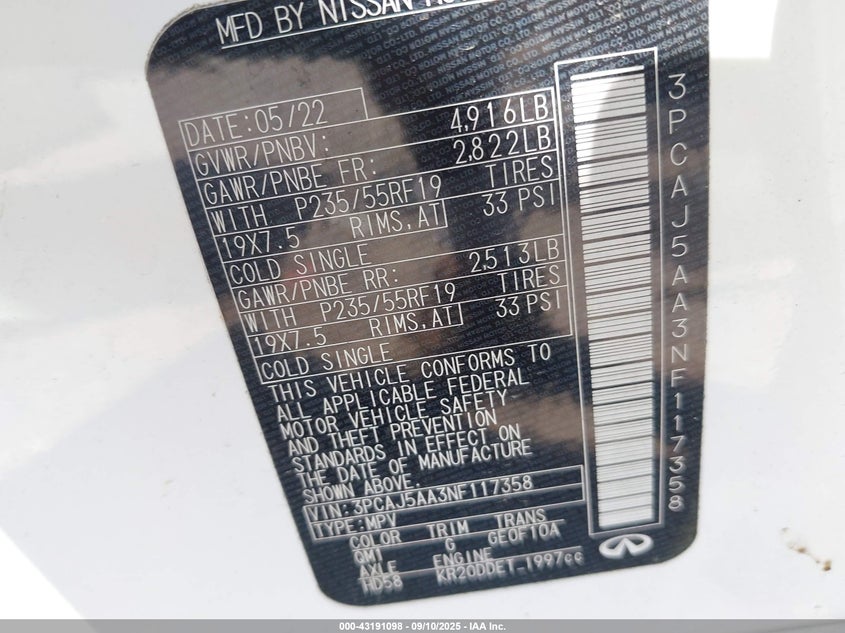 MFD BY NISSAN
DATE:05/22
GVWR/PNBV: 4,916LB
GAWR/PNBE FR: 2,822LB
WITH P235/55RF19 TIRES
19X7.5 RIMS,AT 33 PSI
COLD SINGLE
GAWR/PNBE RR: 2,513LB
WITH P235/55RF19 TIRES
19X7.5 RIMS,AT 33 PSI
COLD SINGLE
THIS VEHICLE CONFORMS TO
ALL APPLICABLE FEDERAL
MOTOR VEHICLE SAFETY
AND THEFT PREVENTION
STANDARDS IN EFFECT ON
THE DATE OF MANUFACTURE
SHOWN ABOVE.
VIN:3PCAJ5AA3NF117358
TYPE:MPV
COLOR TRIM TRANS
QM1 G GE0F10A
AXLE ENGINE
HD58 KR20DDET-1997cc
3PCAJ5AA3NF117358
000-43191098 - 09/10/2025 - IAA Inc.